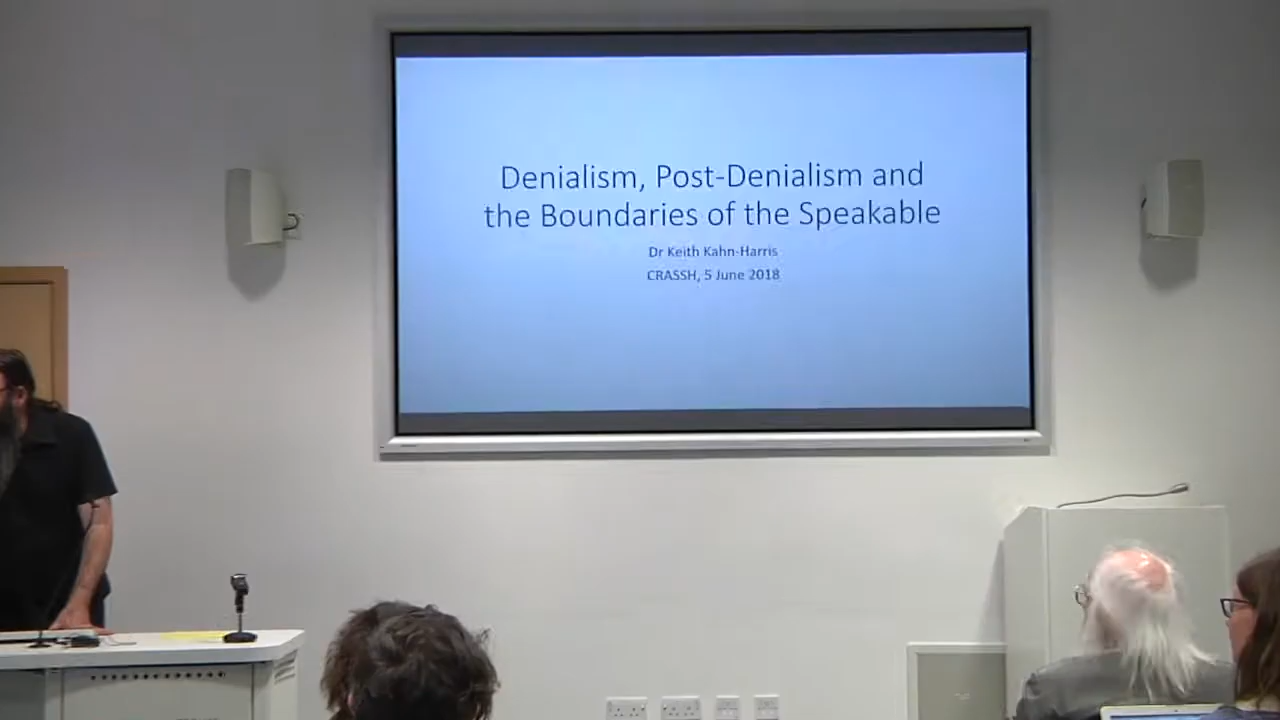 Denialism, Post-Denialism and
the Boundaries of the Speakable
Dr Keith Kahn-Harris
CRASSH, 5 June 2018